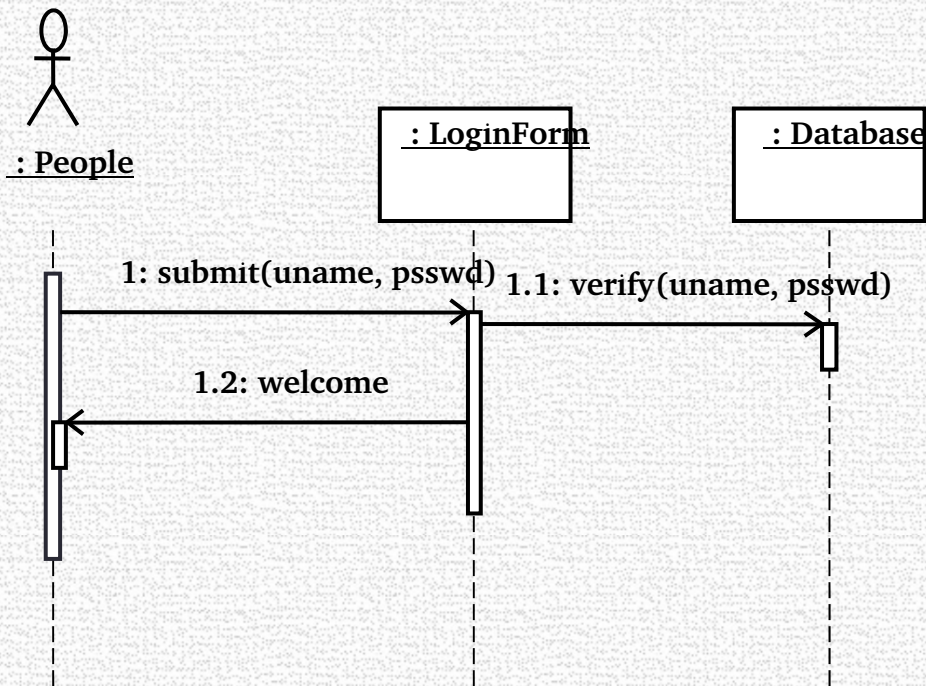 : People
: LoginForm
: Database
1: submit(uname, psswd)
1.1: verify(uname, psswd)
1.2: welcome